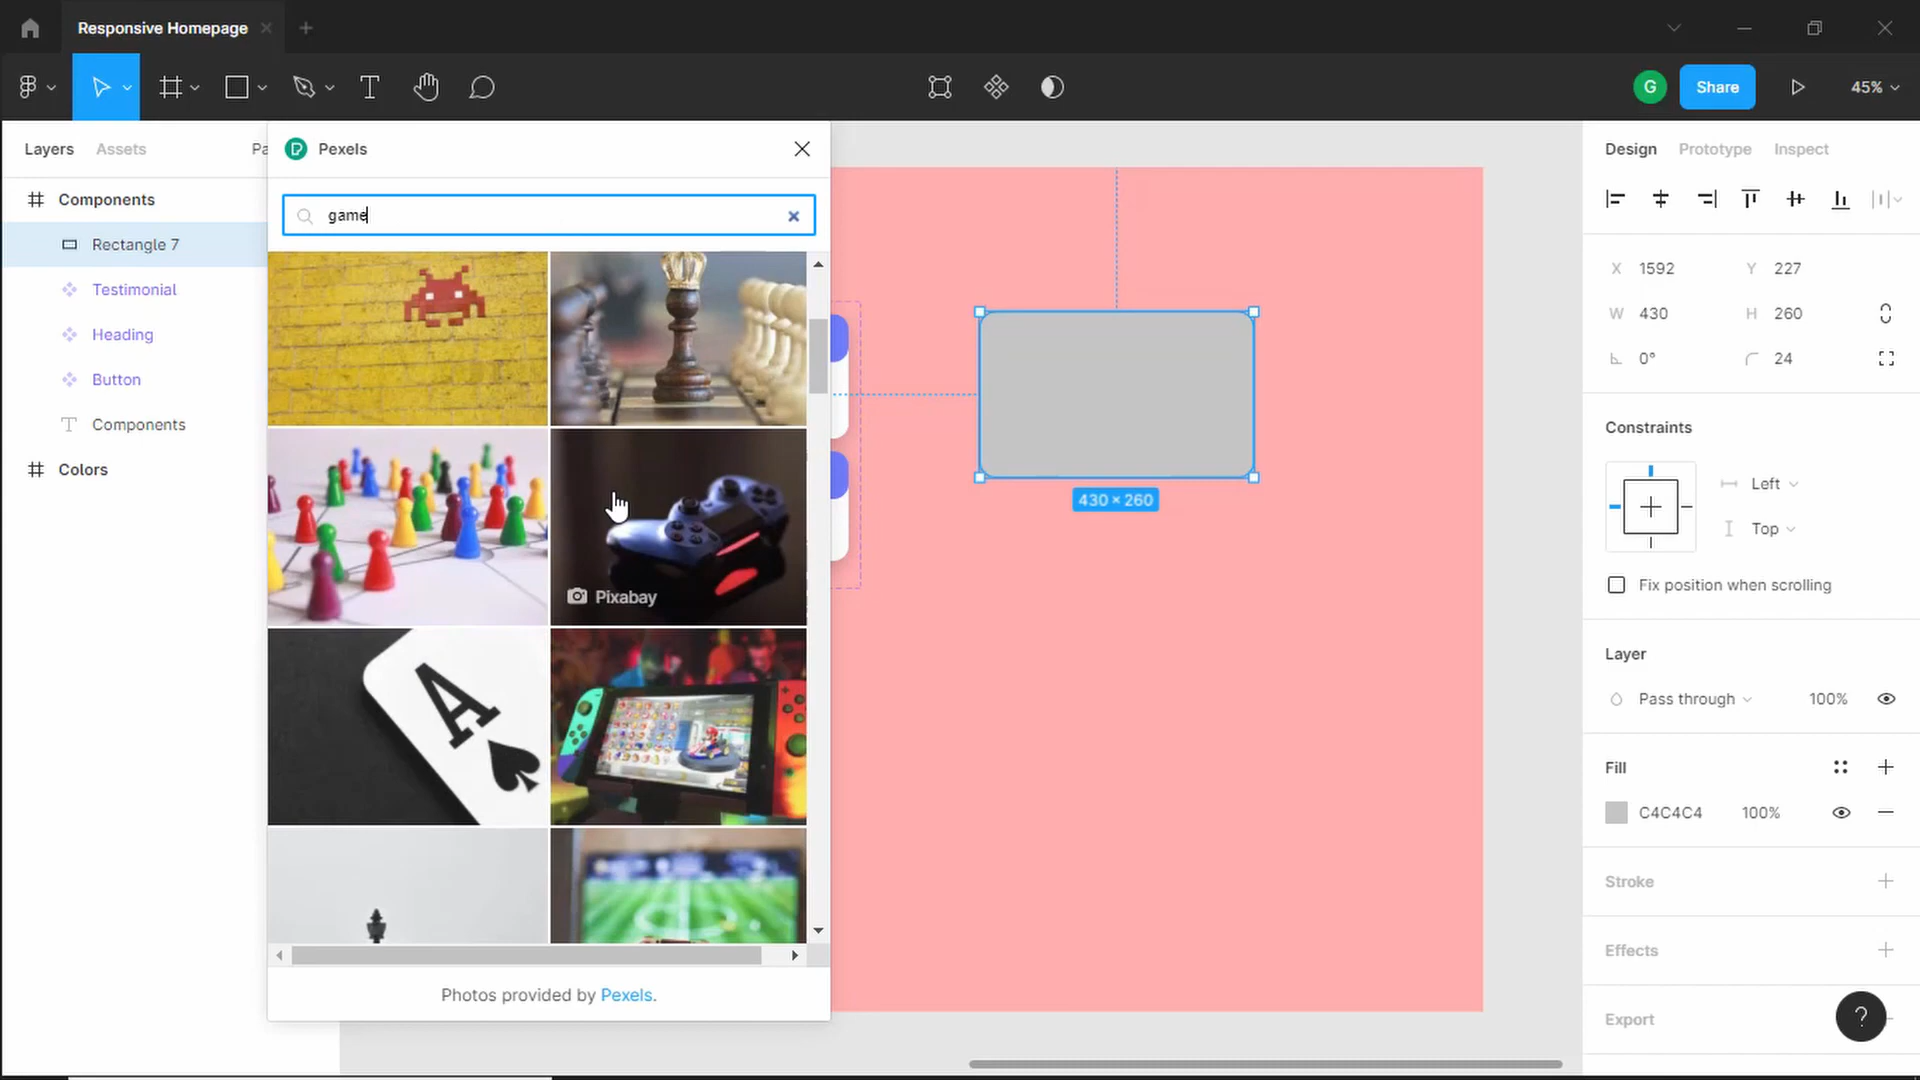 Responsive Homepage
Share
45%
G
Layers
Assets
Pa
Components
Rectangle 7
Testimonial
Heading
Button
Components
Colors
Pexels
game
Pixabay
A
Photos provided by Pexels.
430 × 260
Design
Prototype
Inspect
X 1592
Y 227
W 430
H 260
0°
24
Constraints
Left
Top
Fix position when scrolling
Layer
Pass through
100%
Fill
C4C4C4
100%
Stroke
Effects
Export
?